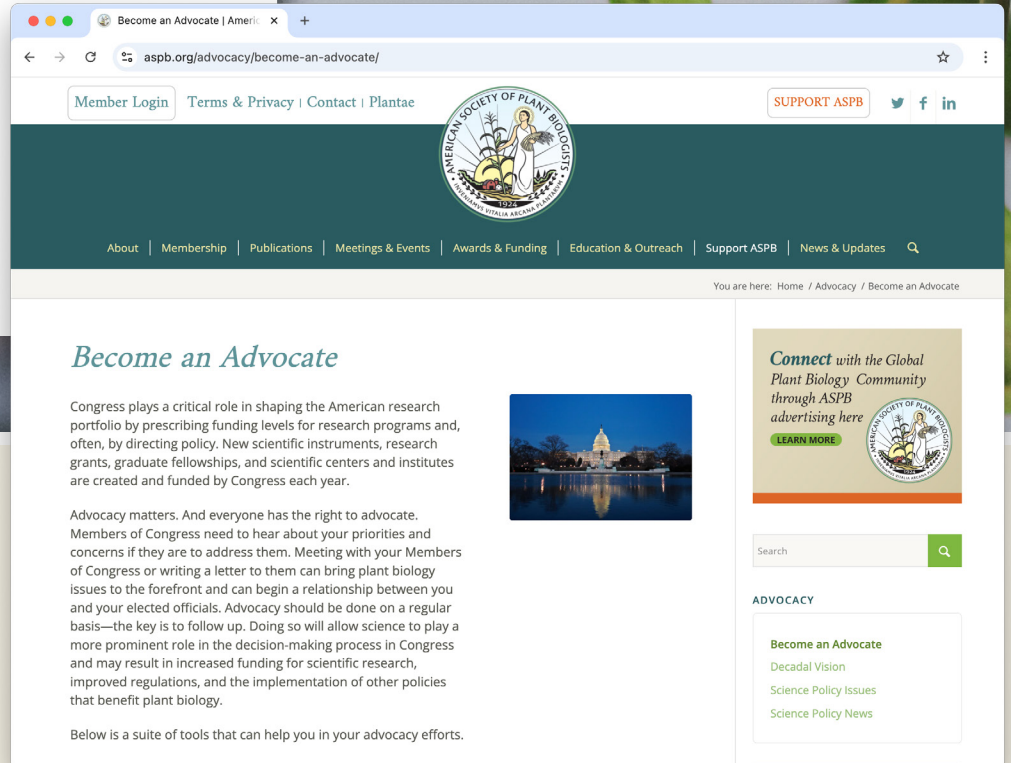 Become an Advocate | Americ
aspb.org/advocacy/become-an-advocate/
Member Login Terms & Privacy | Contact | Plantae
SUPPORT ASPB
AMERICAN SOCIETY OF PLANT BIOLOGISTS
INVENIAMVS VITALIA ARCANA PLANTARVM
1924
About | Membership | Publications | Meetings & Events | Awards & Funding | Education & Outreach | Support ASPB | News & Updates
You are here: Home / Advocacy / Become an Advocate
Become an Advocate
Congress plays a critical role in shaping the American research
portfolio by prescribing funding levels for research programs and,
often, by directing policy. New scientific instruments, research
grants, graduate fellowships, and scientific centers and institutes
are created and funded by Congress each year.
Advocacy matters. And everyone has the right to advocate.
Members of Congress need to hear about your priorities and
concerns if they are to address them. Meeting with your Members
of Congress or writing a letter to them can bring plant biology
issues to the forefront and can begin a relationship between you
and your elected officials. Advocacy should be done on a regular
basis—the key is to follow up. Doing so will allow science to play a
more prominent role in the decision-making process in Congress
and may result in increased funding for scientific research,
improved regulations, and the implementation of other policies
that benefit plant biology.
Below is a suite of tools that can help you in your advocacy efforts.
Connect with the Global
Plant Biology Community
through ASPB
advertising here
LEARN MORE
AMERICAN SOCIETY OF PLANT BIOLOGISTS
Search
ADVOCACY
Become an Advocate
Decadal Vision
Science Policy Issues
Science Policy News